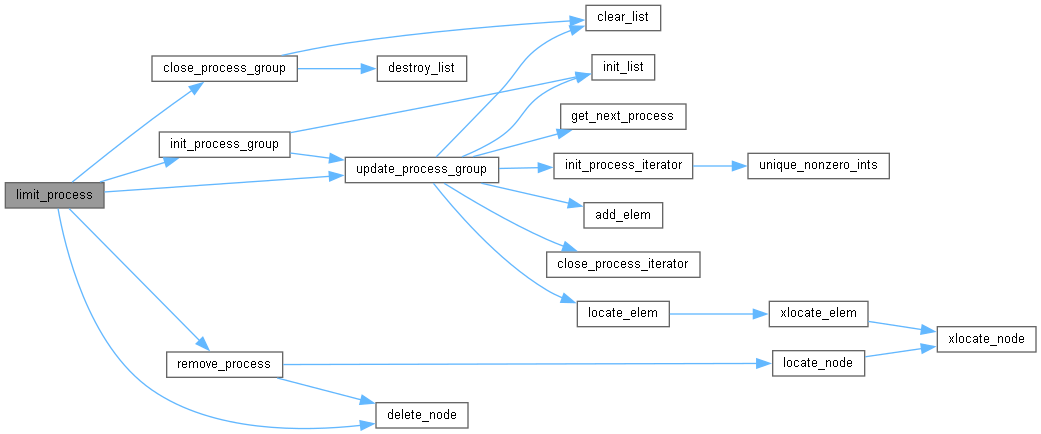 clear_list
close_process_group
destroy_list
init_list
get_next_process
init_process_group
update_process_group
init_process_iterator
unique_nonzero_ints
limit_process
add_elem
close_process_iterator
locate_elem
xlocate_elem
xlocate_node
remove_process
locate_node
delete_node